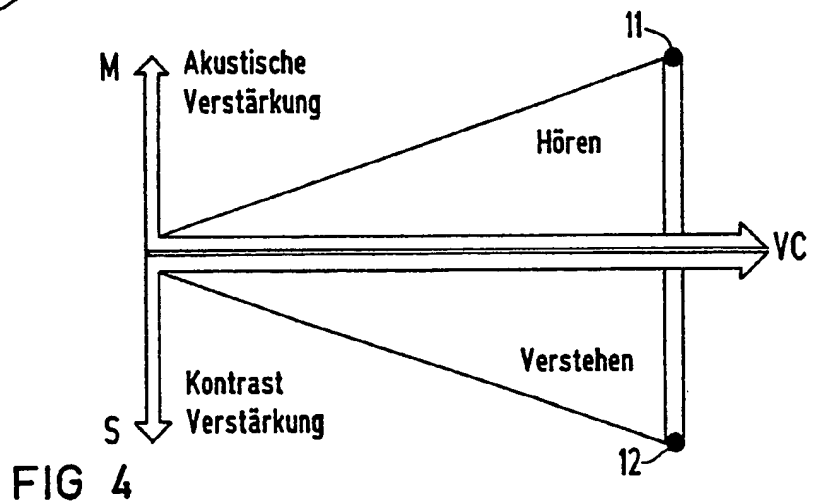 11
M Akustische
Verstärkung
Hören
VC
Verstehen
Kontrast
S Verstärkung
12
FIG 4